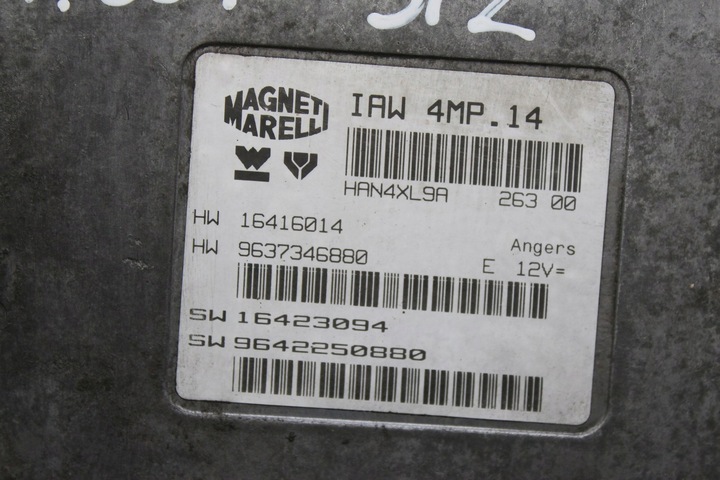 MAGNETI
MARELLI
IAW 4MP.14
HAN4XL9A 263 00
HW 16416014
HW 9637346880
Angers
E 12V=
SW 16423094
SW 9642250880